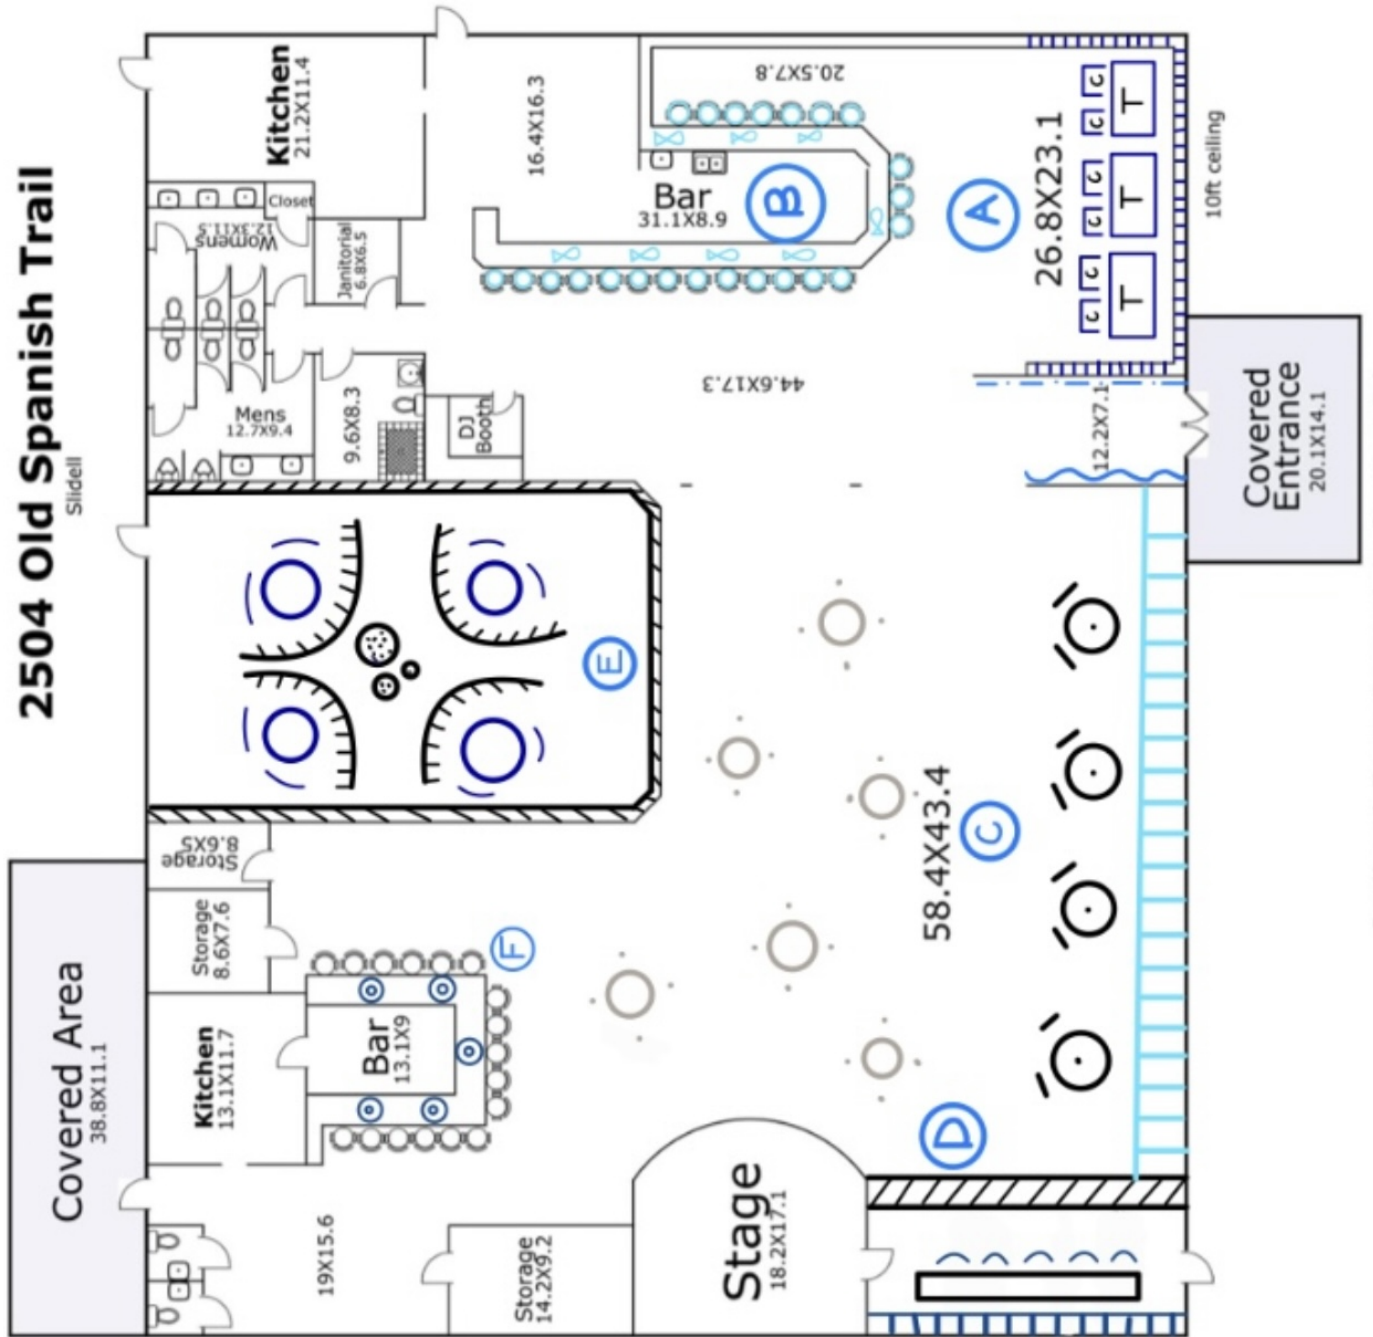 2504 Old Spanish Trail
Slidell
Kitchen
21.2X11.4
16.4X16.3
20.5X7.8
Closet
Womens
12.3X11.5
Janitorial
6.8X6.5
Bar
31.1X8.9
B
A
26.8X23.1
C
C
T
C
C
T
C
C
T
10ft ceiling
Mens
12.7X9.4
9.6X8.3
DJ
Booth
44.6X17.3
12.2X7.1
Covered
Entrance
20.1X14.1
E
Storage
8.6X5
Storage
8.6X7.6
F
58.4X43.4
C
Covered Area
38.8X11.1
Kitchen
13.1X11.7
Bar
13.1X9
D
19X15.6
Storage
14.2X9.2
Stage
18.2X17.1